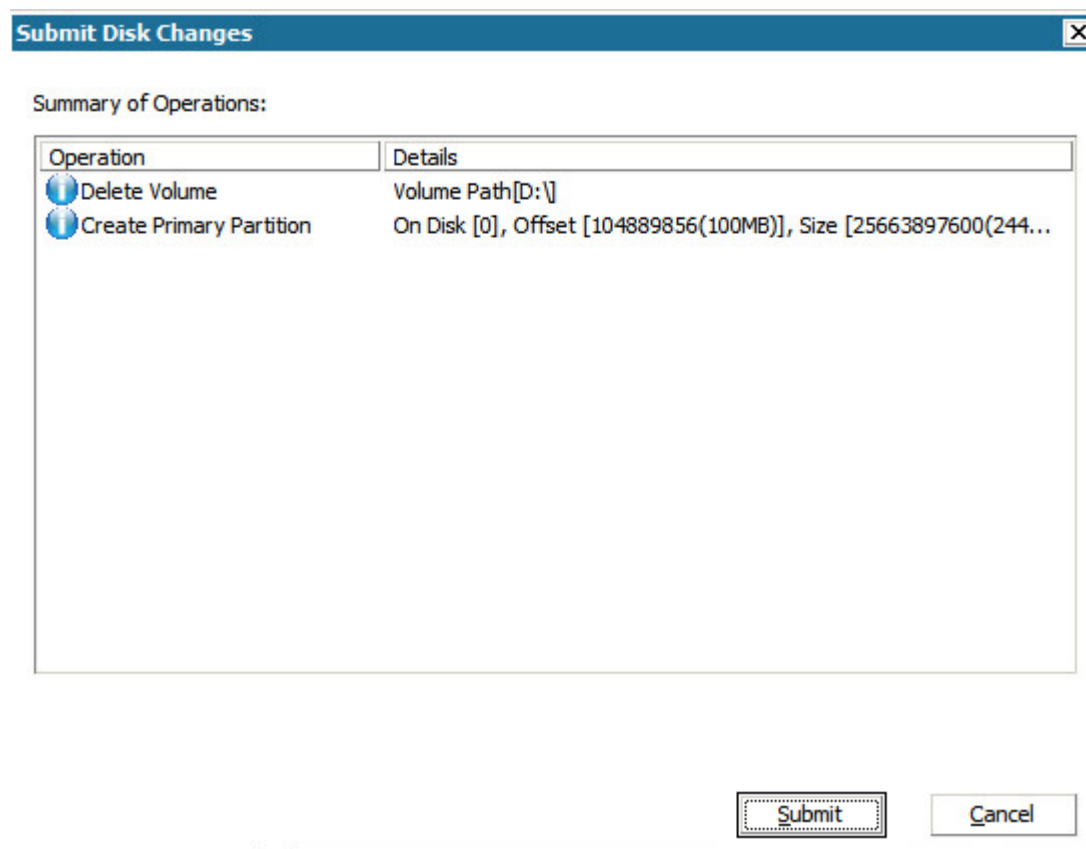 Submit Disk Changes
Summary of Operations:
Operation Details
Delete Volume Volume Path[D:\]
Create Primary Partition On Disk [0], Offset [104889856(100MB)], Size [25663897600(244...
Submit Cancel